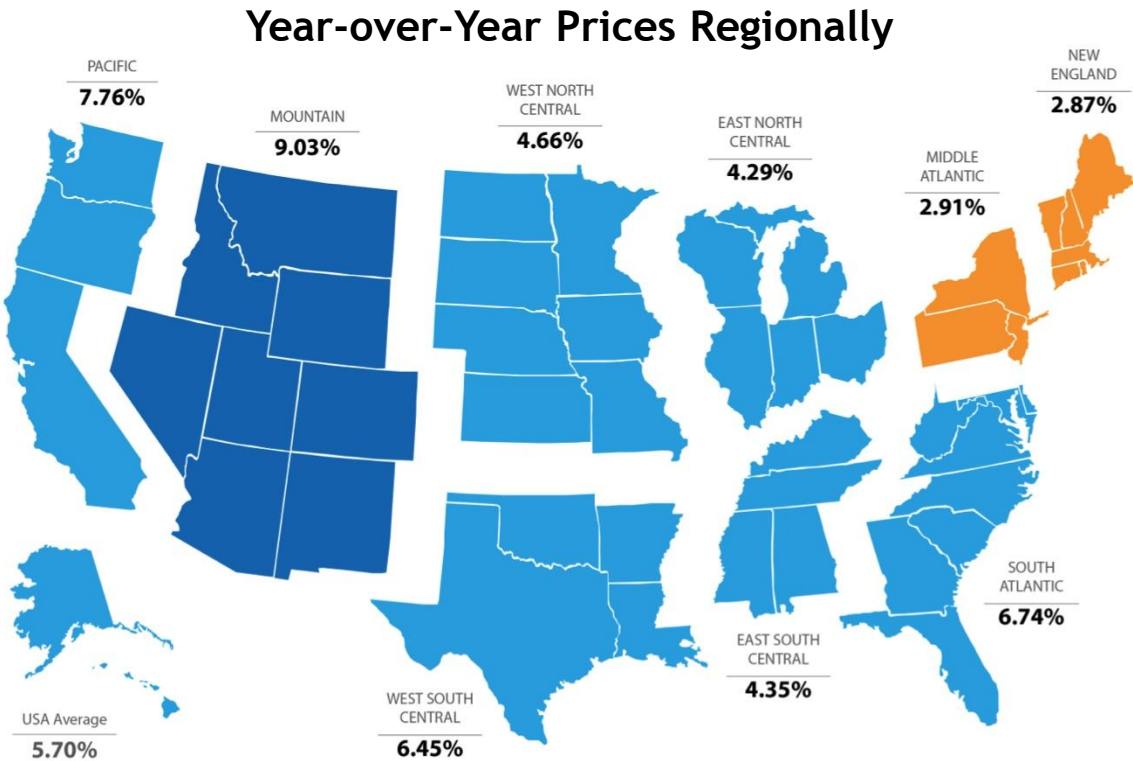 Year-over-Year Prices Regionally
PACIFIC
7.76%
MOUNTAIN
9.03%
WEST NORTH
CENTRAL
4.66%
EAST NORTH
CENTRAL
4.29%
MIDDLE
ATLANTIC
2.91%
NEW
ENGLAND
2.87%
USA Average
5.70%
WEST SOUTH
CENTRAL
6.45%
EAST SOUTH
CENTRAL
4.35%
SOUTH
ATLANTIC
6.74%